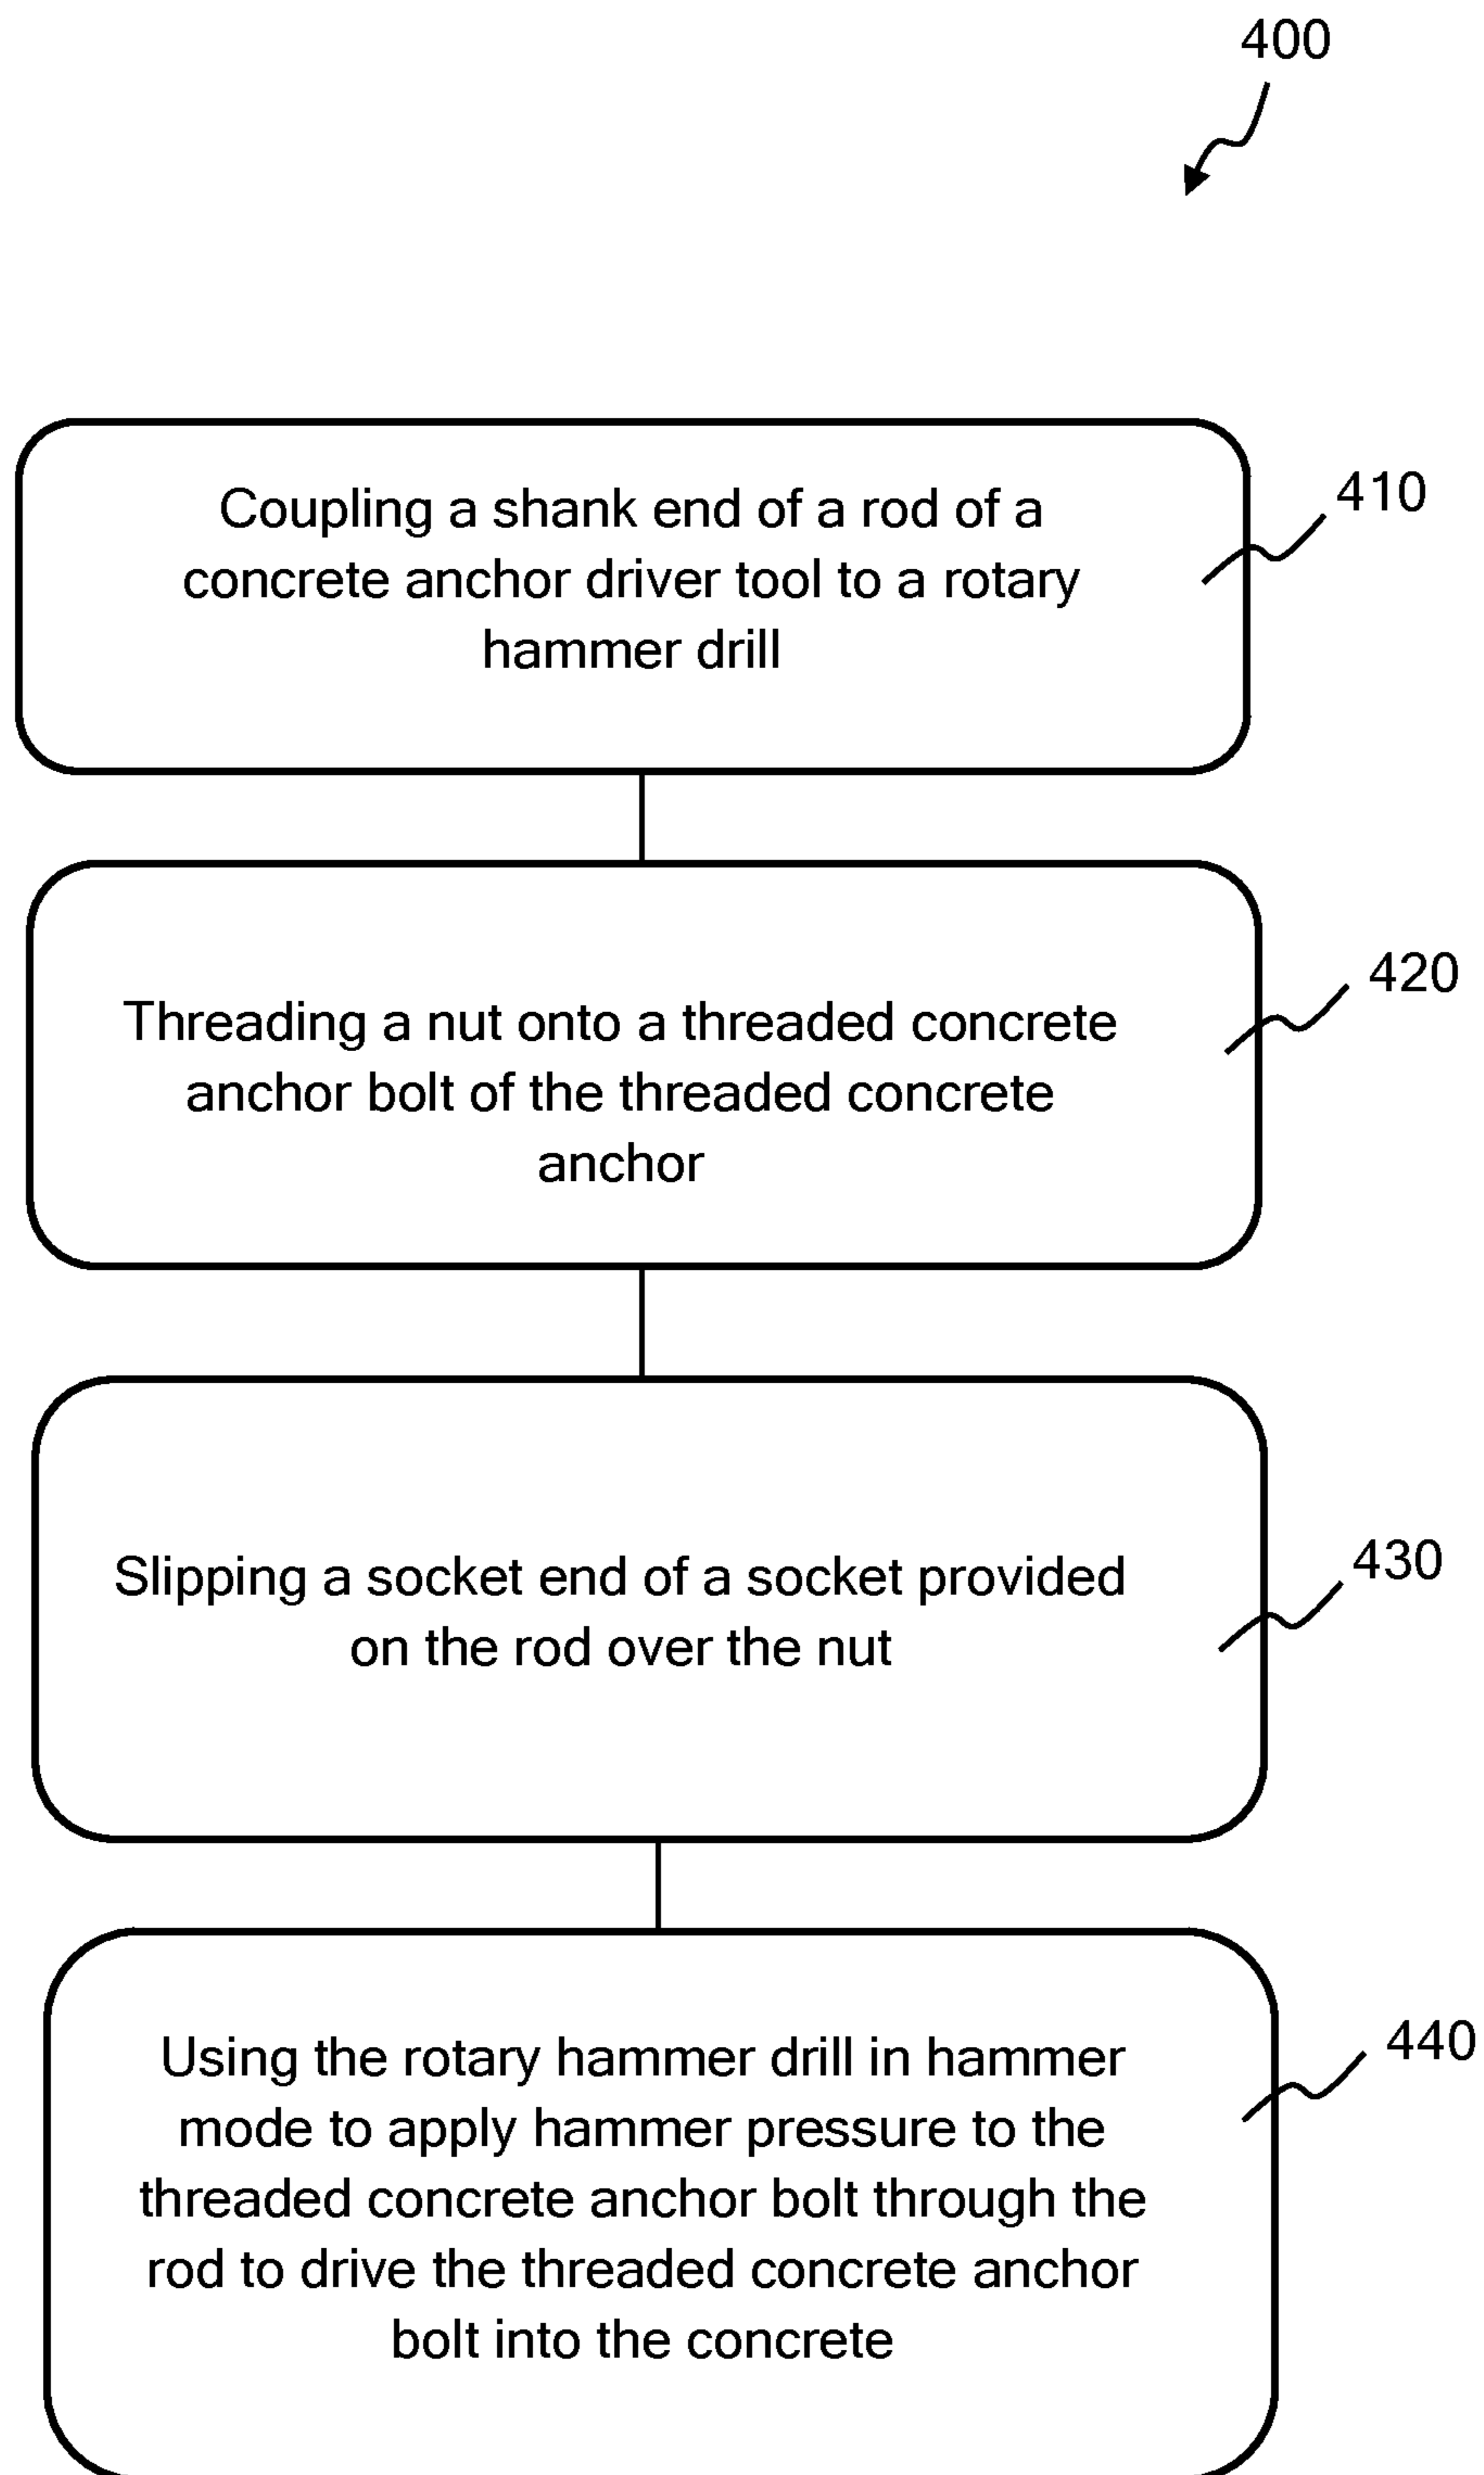 400
Coupling a shank end of a rod of a
concrete anchor driver tool to a rotary
hammer drill
410
Threading a nut onto a threaded concrete
anchor bolt of the threaded concrete
anchor
420
Slipping a socket end of a socket provided
on the rod over the nut
430
Using the rotary hammer drill in hammer
mode to apply hammer pressure to the
threaded concrete anchor bolt through the
rod to drive the threaded concrete anchor
bolt into the concrete
440